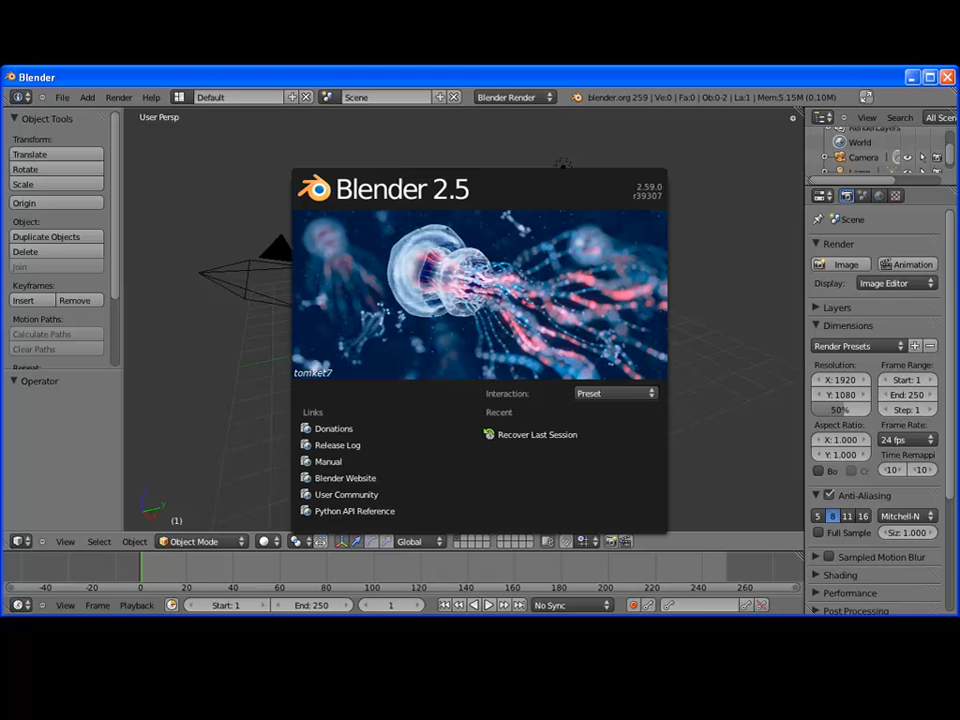 Blender
File Add Render Help Default Scene Blender Render blender.org 259 | Ve:0 | Fa:0 | Ob:0-2 | La:1 | Mem:5.15M (0.10M) View Search All Scen
Object Tools
Transform:
Translate
Rotate
Scale
Origin
Object:
Duplicate Objects
Delete
Join
Keyframes:
Insert Remove
Motion Paths:
Calculate Paths
Clear Paths
Repeat:
Operator
User Persp
Blender 2.5
2.59.0
r39307
tomket7
Interaction: Preset
Links
Donations
Release Log
Manual
Blender Website
User Community
Python API Reference
Recent
Recover Last Session
(1)
View Select Object Object Mode Global
-40 -20 0 20 40 60 80 100 120 140 160 180 200 220 240 260
View Frame Playback Start: 1 End: 250 1 No Sync
RenderLayers
World
Camera
Scene
Render
Image Animation
Display: Image Editor
Layers
Dimensions
Render Presets
Resolution: Frame Range:
X: 1920 Start: 1
Y: 1080 End: 250
50% Step: 1
Aspect Ratio: Frame Rate:
X: 1.000 24 fps
Y: 1.000 Time Remappi
Bo Cr 10 10
Anti-Aliasing
5 8 11 16 Mitchell-N
Full Sample Siz: 1.000
Sampled Motion Blur
Shading
Performance
Post Processing